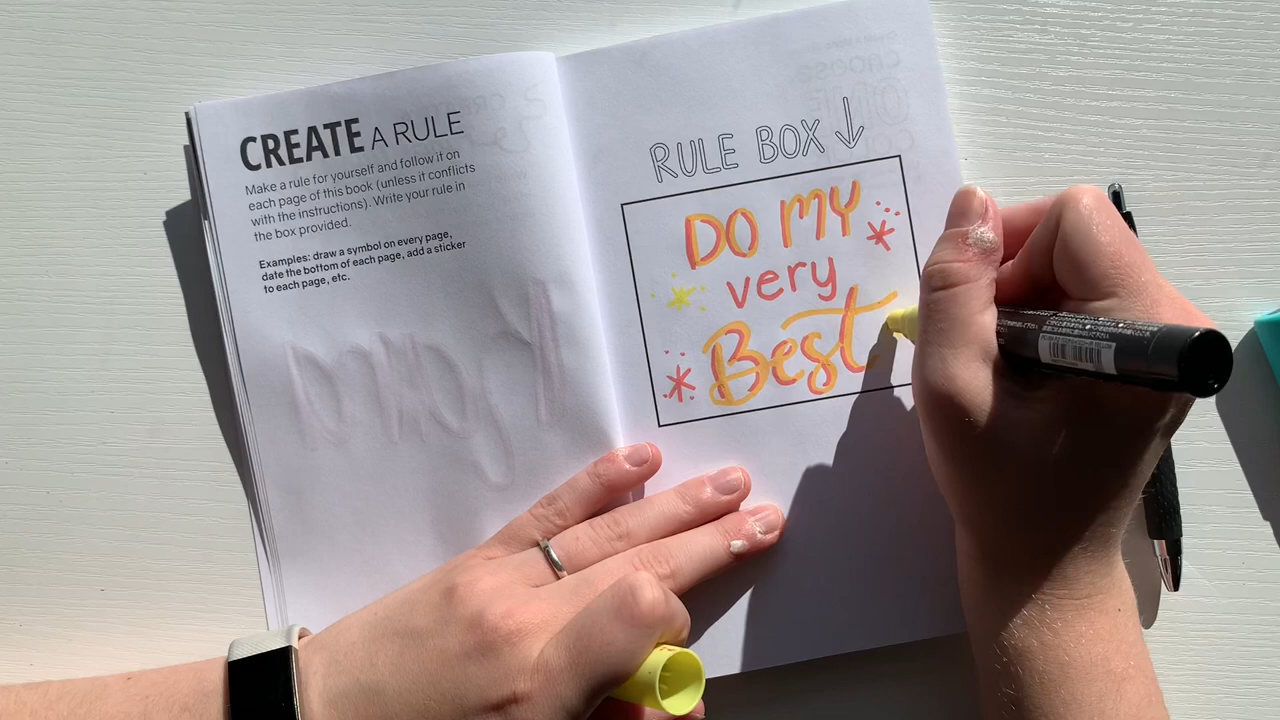 CREATE A RULE
Make a rule for yourself and follow it on
each page of this book (unless it conflicts
with the instructions). Write your rule in
the box provided.
Examples: draw a symbol on every page,
date the bottom of each page, add a sticker
to each page, etc.
RULE BOX
DO MY
very
Best